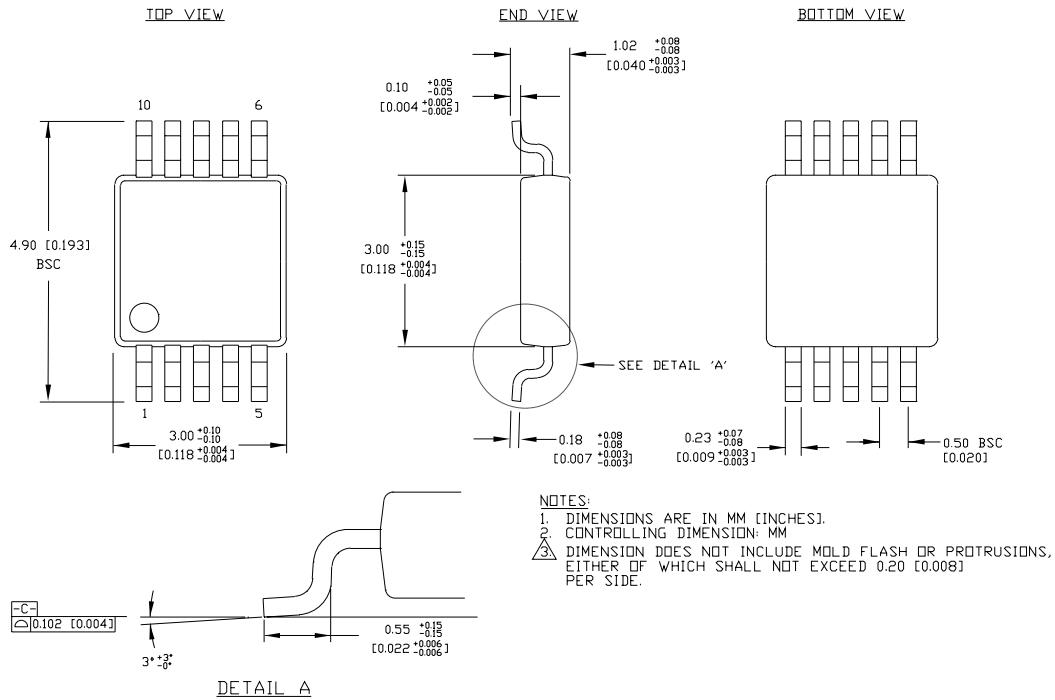 TOP VIEW
END VIEW
BOTTOM VIEW
1.02 +0.08 -0.08
[0.040 +0.003 -0.003]
0.10 +0.05 -0.05
[0.004 +0.002 -0.002]
10
6
4.90 [0.193]
BSC
3.00 +0.15 -0.15
[0.118 +0.004 -0.004]
SEE DETAIL 'A'
1
5
3.00 +0.10 -0.10
[0.118 +0.004 -0.004]
0.18 +0.08 -0.08
[0.007 +0.003 -0.003]
0.23 +0.07 -0.08
[0.009 +0.003 -0.003]
0.50 BSC
[0.020]
NOTES:
1. DIMENSIONS ARE IN MM [INCHES].
2. CONTROLLING DIMENSION: MM
3. DIMENSION DOES NOT INCLUDE MOLD FLASH OR PROTRUSIONS,
EITHER OF WHICH SHALL NOT EXCEED 0.20 [0.008]
PER SIDE.
-C-
⌓ 0.102 [0.004]
0.55 +0.15 -0.15
[0.022 +0.006 -0.006]
3° +3° -0°
DETAIL A